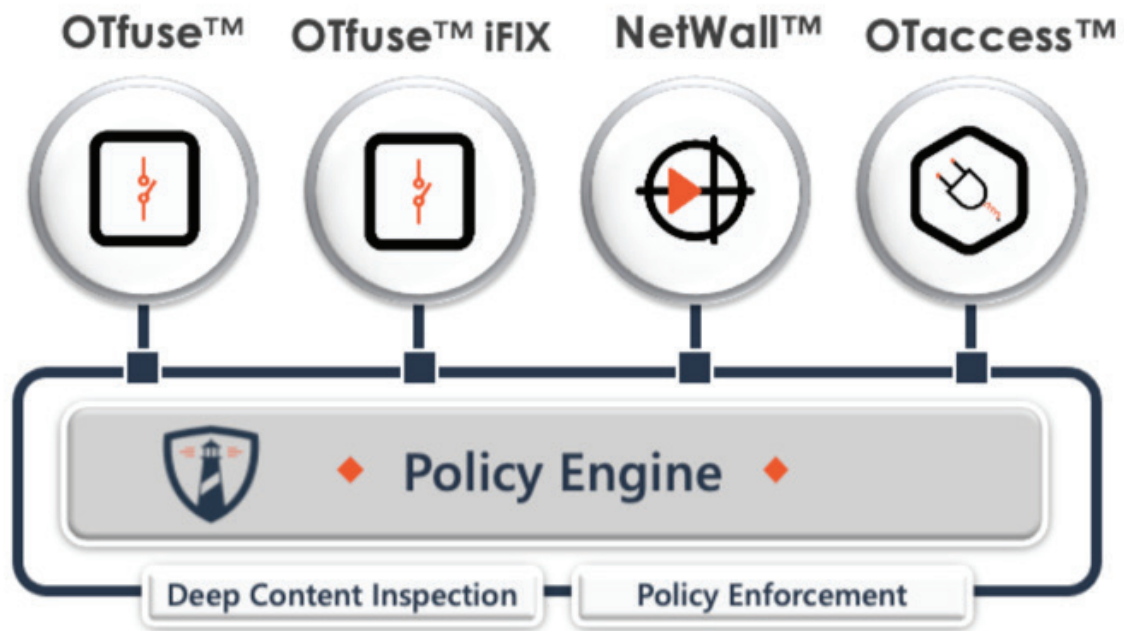 OTfuse™ OTfuse™ iFIX NetWall™ OTaccess™
Policy Engine
Deep Content Inspection Policy Enforcement